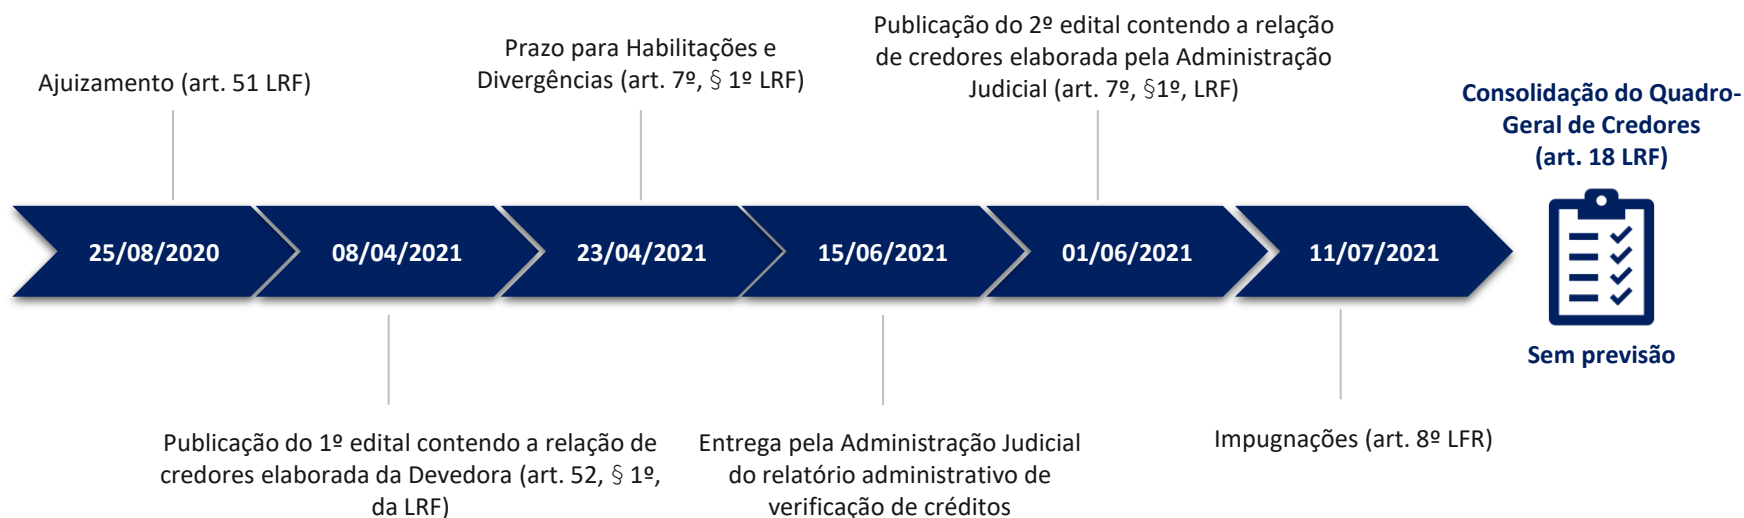 Ajuizamento (art. 51 LRF)
Prazo para Habilitações e
Divergências (art. 7º, § 1º LRF)
Publicação do 2º edital contendo a relação
de credores elaborada pela Administração
Judicial (art. 7º, §1º, LRF)
Consolidação do Quadro-
Geral de Credores
(art. 18 LRF)
25/08/2020
08/04/2021
23/04/2021
15/06/2021
01/06/2021
11/07/2021
Sem previsão
Publicação do 1º edital contendo a relação de
credores elaborada da Devedora (art. 52, § 1º,
da LRF)
Entrega pela Administração Judicial
do relatório administrativo de
verificação de créditos
Impugnações (art. 8º LFR)